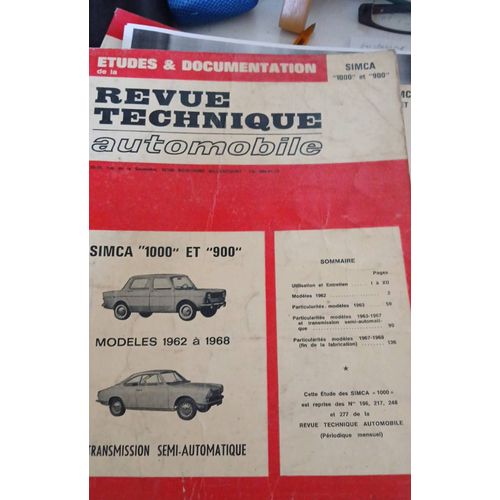 ETUDES & DOCUMENTATION
de la
SIMCA
"1000" et "900"
REVUE
TECHNIQUE
automobile
SIMCA "1000" ET "900"
MODELES 1962 à 1968
TRANSMISSION SEMI-AUTOMATIQUE
SOMMAIRE
Pages
Utilisation et Entretien . I à XII
Modèles 1962 . 2
Particularités modèles 1963 . 59
Particularités modèles 1963-1967
et transmission semi-automati-
que . 90
Particularités modèles 1967-1968
(fin de la fabrication) . 136
★
Cette Étude des SIMCA « 1000 »
est reprise des N° 196, 217, 248
et 277 de la
REVUE TECHNIQUE AUTOMOBILE
(Périodique mensuel)